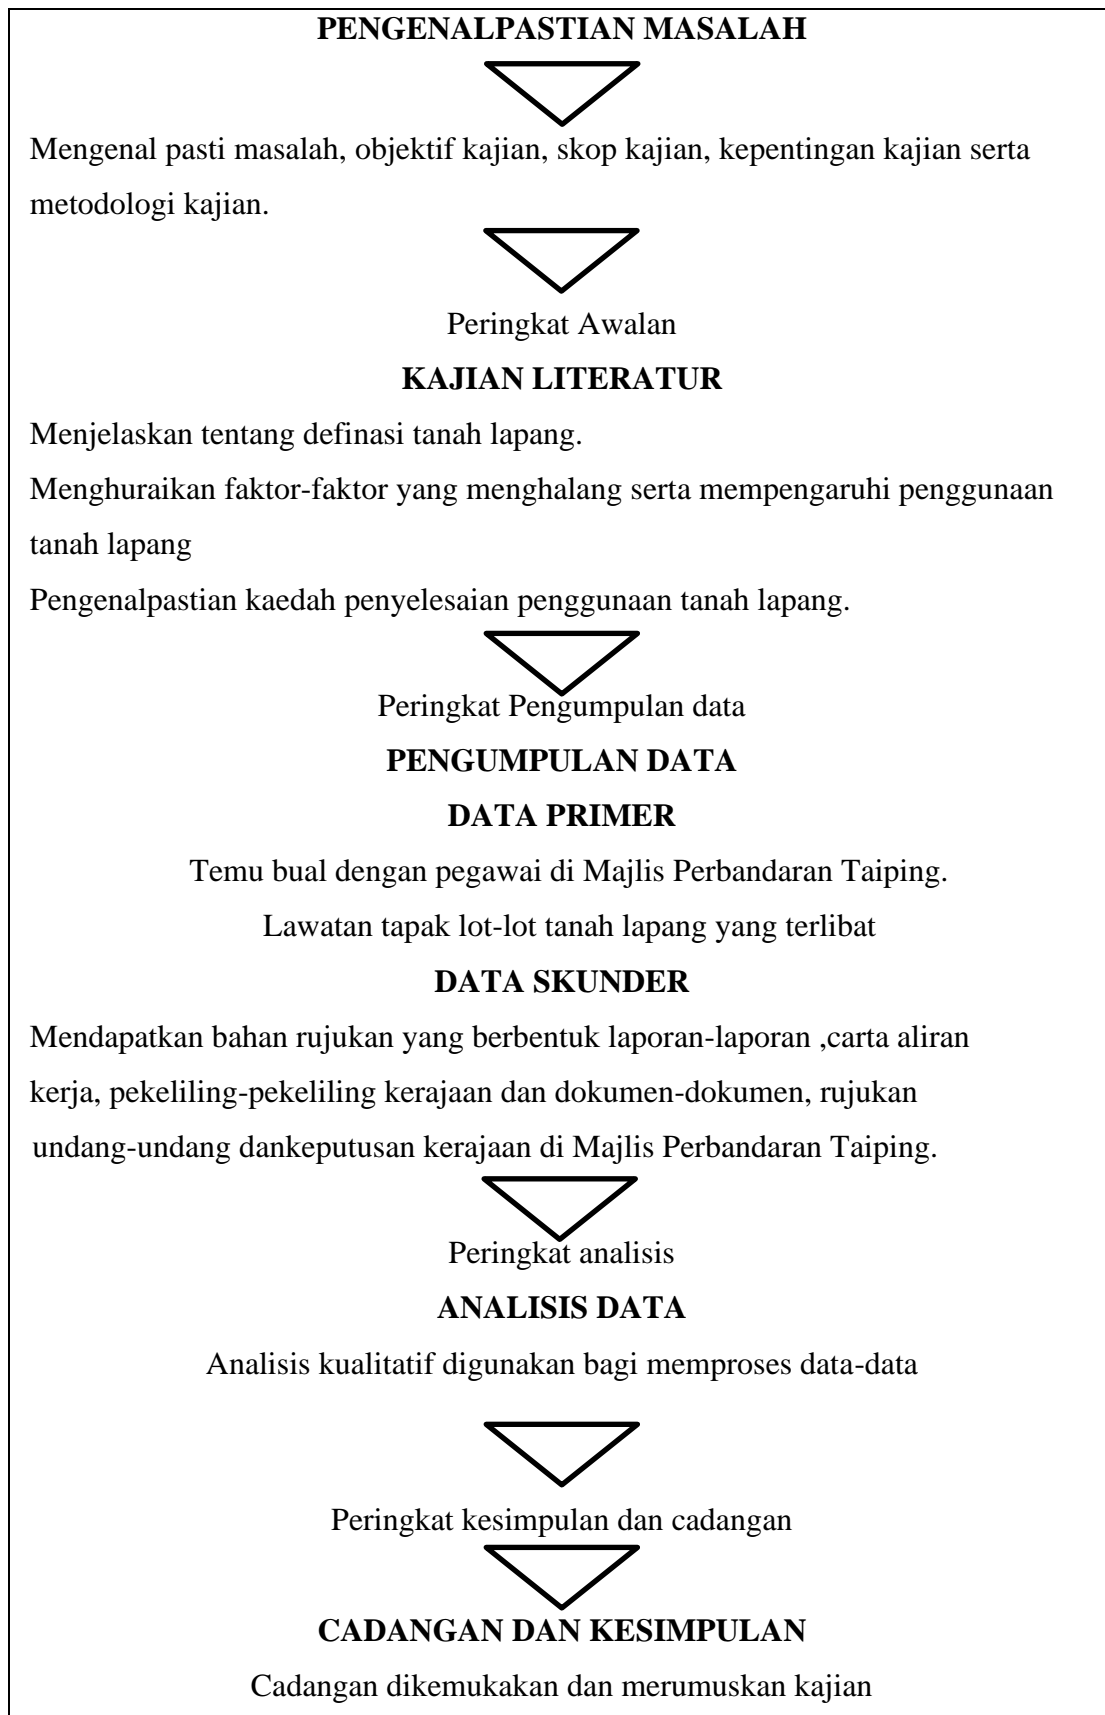 PENGENALPASTIAN MASALAH
Mengenal pasti masalah, objektif kajian, skop kajian, kepentingan kajian serta
metodologi kajian.
Peringkat Awalan
KAJIAN LITERATUR
Menjelaskan tentang definasi tanah lapang.
Menghuraikan faktor-faktor yang menghalang serta mempengaruhi penggunaan
tanah lapang
Pengenalpastian kaedah penyelesaian penggunaan tanah lapang.
Peringkat Pengumpulan data
PENGUMPULAN DATA
DATA PRIMER
Temu bual dengan pegawai di Majlis Perbandaran Taiping.
Lawatan tapak lot-lot tanah lapang yang terlibat
DATA SKUNDER
Mendapatkan bahan rujukan yang berbentuk laporan-laporan ,carta aliran
kerja, pekeliling-pekeliling kerajaan dan dokumen-dokumen, rujukan
undang-undang dankeputusan kerajaan di Majlis Perbandaran Taiping.
Peringkat analisis
ANALISIS DATA
Analisis kualitatif digunakan bagi memproses data-data
Peringkat kesimpulan dan cadangan
CADANGAN DAN KESIMPULAN
Cadangan dikemukakan dan merumuskan kajian